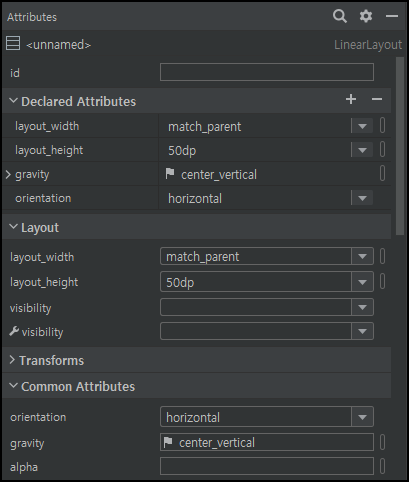 Attributes
<unnamed> LinearLayout
id
Declared Attributes
layout_width match_parent
layout_height 50dp
gravity center_vertical
orientation horizontal
Layout
layout_width match_parent
layout_height 50dp
visibility
visibility
Transforms
Common Attributes
orientation horizontal
gravity center_vertical
alpha